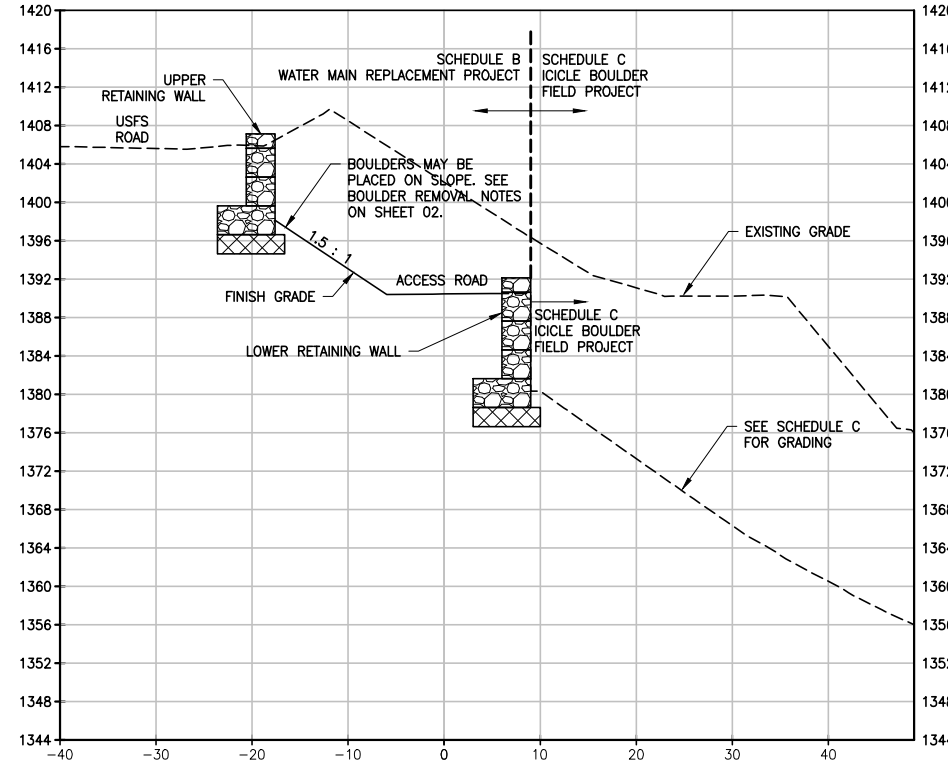 1420
1416
1412
1408
1404
1400
1396
1392
1388
1384
1380
1376
1372
1368
1364
1360
1356
1352
1348
1344
SCHEDULE B
WATER MAIN REPLACEMENT PROJECT
SCHEDULE C
ICICLE BOULDER
FIELD PROJECT
UPPER
RETAINING WALL
USFS
ROAD
BOULDERS MAY BE
PLACED ON SLOPE. SEE
BOULDER REMOVAL NOTES
ON SHEET 02.
1.5 : 1
EXISTING GRADE
ACCESS ROAD
FINISH GRADE
SCHEDULE C
ICICLE BOULDER
FIELD PROJECT
LOWER RETAINING WALL
SEE SCHEDULE C
FOR GRADING
-40 -30 -20 -10 0 10 20 30 40
1420